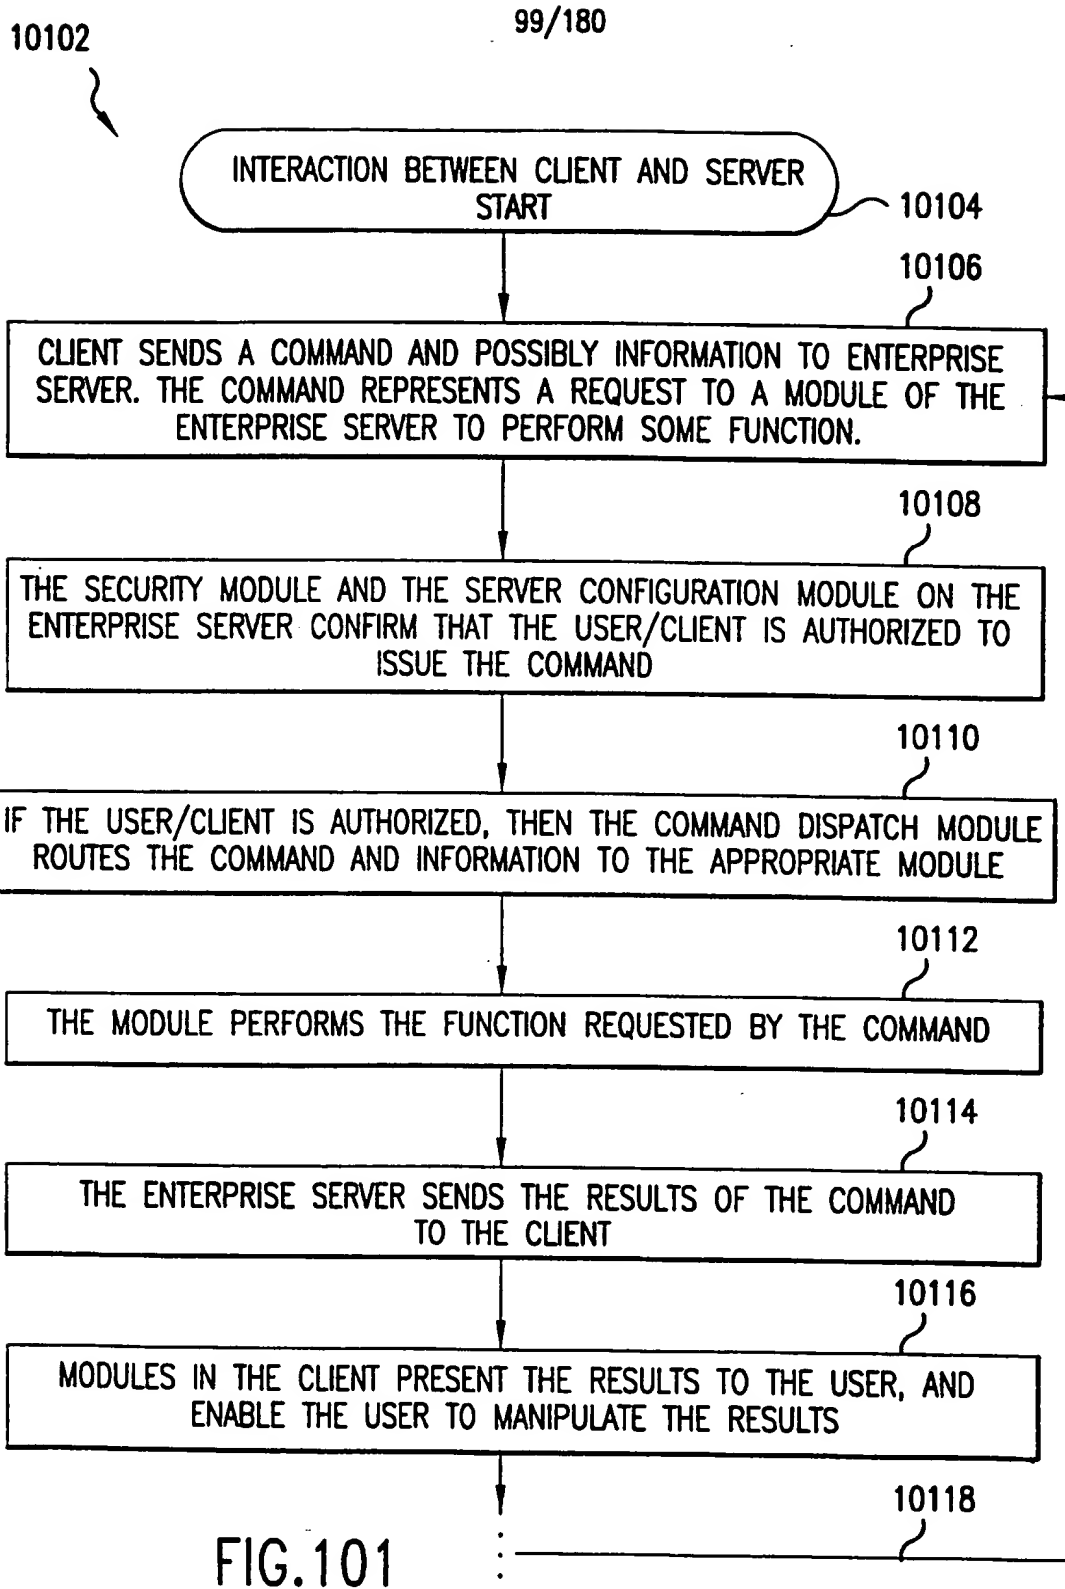 99/180
10102
INTERACTION BETWEEN CLIENT AND SERVER
START
10104
10106
CLIENT SENDS A COMMAND AND POSSIBLY INFORMATION TO ENTERPRISE
SERVER. THE COMMAND REPRESENTS A REQUEST TO A MODULE OF THE
ENTERPRISE SERVER TO PERFORM SOME FUNCTION.
10108
THE SECURITY MODULE AND THE SERVER CONFIGURATION MODULE ON THE
ENTERPRISE SERVER CONFIRM THAT THE USER/CLIENT IS AUTHORIZED TO
ISSUE THE COMMAND
10110
IF THE USER/CLIENT IS AUTHORIZED, THEN THE COMMAND DISPATCH MODULE
ROUTES THE COMMAND AND INFORMATION TO THE APPROPRIATE MODULE
10112
THE MODULE PERFORMS THE FUNCTION REQUESTED BY THE COMMAND
10114
THE ENTERPRISE SERVER SENDS THE RESULTS OF THE COMMAND
TO THE CLIENT
10116
MODULES IN THE CLIENT PRESENT THE RESULTS TO THE USER, AND
ENABLE THE USER TO MANIPULATE THE RESULTS
10118
FIG.101